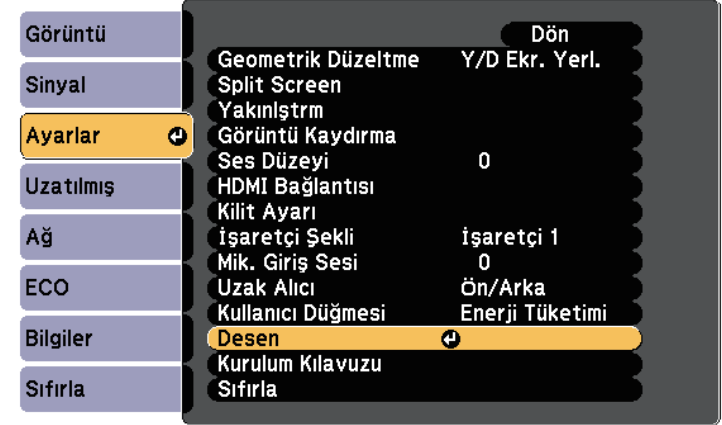 Görüntü
Sinyal
Ayarlar
Uzatılmış
Ağ
ECO
Bilgiler
Sıfırla
Dön
Geometrik Düzeltme Y/D Ekr. Yerl.
Split Screen
Yakınlştrm
Görüntü Kaydırma
Ses Düzeyi 0
HDMI Bağlantısı
Kilit Ayarı
İşaretçi Şekli İşaretçi 1
Mik. Giriş Sesi 0
Uzak Alıcı Ön/Arka
Kullanıcı Düğmesi Enerji Tüketimi
Desen
Kurulum Kılavuzu
Sıfırla